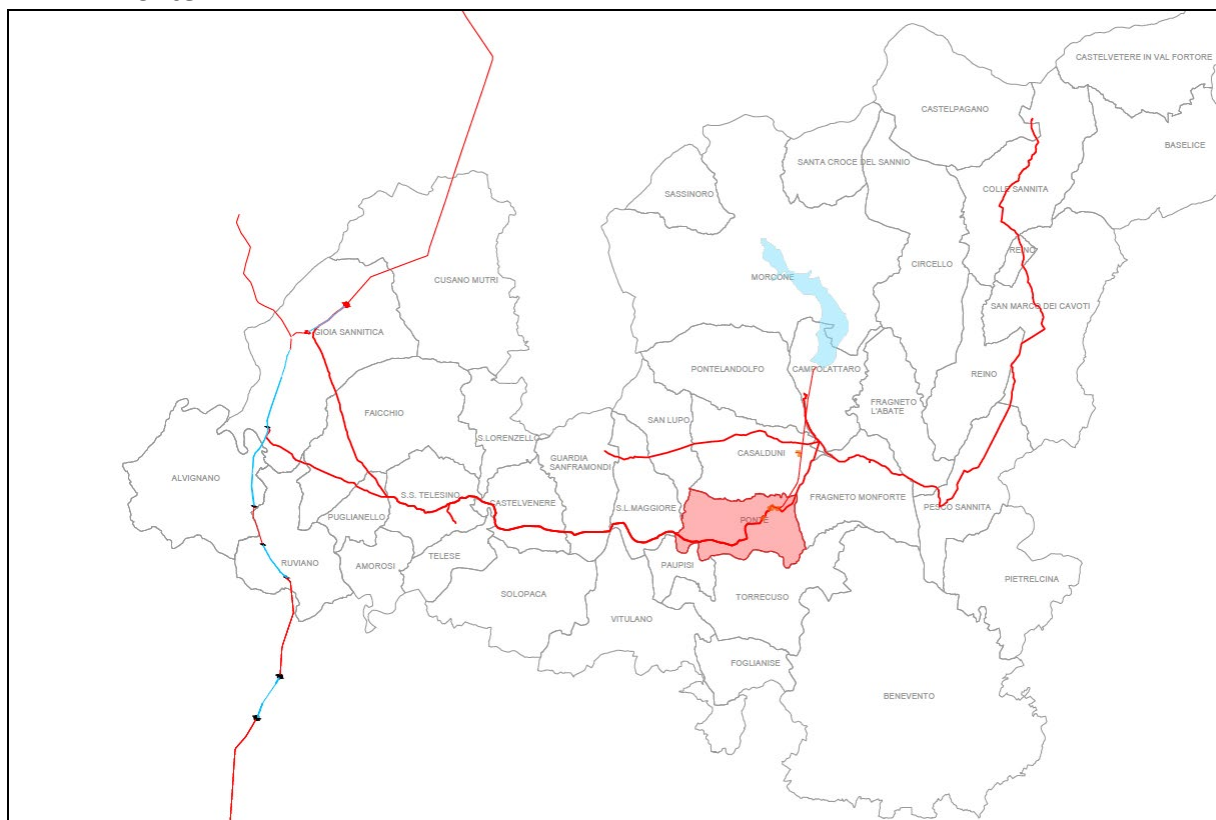 CASTELVETERE IN VAL FORTORE
CASTELPAGANO
BASELICE
SANTA CROCE DEL SANNIO
SASSINORO
COLLE SANNITA
REINO
CIRCELLO
MORCONE
CUSANO MUTRI
SAN MARCO DEI CAVOTI
GIOIA SANNITICA
PONTELANDOLFO
CAMPOLATTARO
REINO
FRAGNETO
L'ABATE
FAICCHIO
SAN LUPO
S.LORENZELLO
GUARDIA
SANFRAMONDI
CASALDUNI
ALVIGNANO
S.S. TELESINO
CASTELVENERE
FRAGNETO MONFORTE
PUGLIANELLO
S.L.MAGGIORE
PESCO SANNITA
PONTE
TELESE
RUVIANO
AMOROSI
PAUPISI
PIETRELCINA
SOLOPACA
TORRECUSO
VITULANO
FOGLIANISE
BENEVENTO